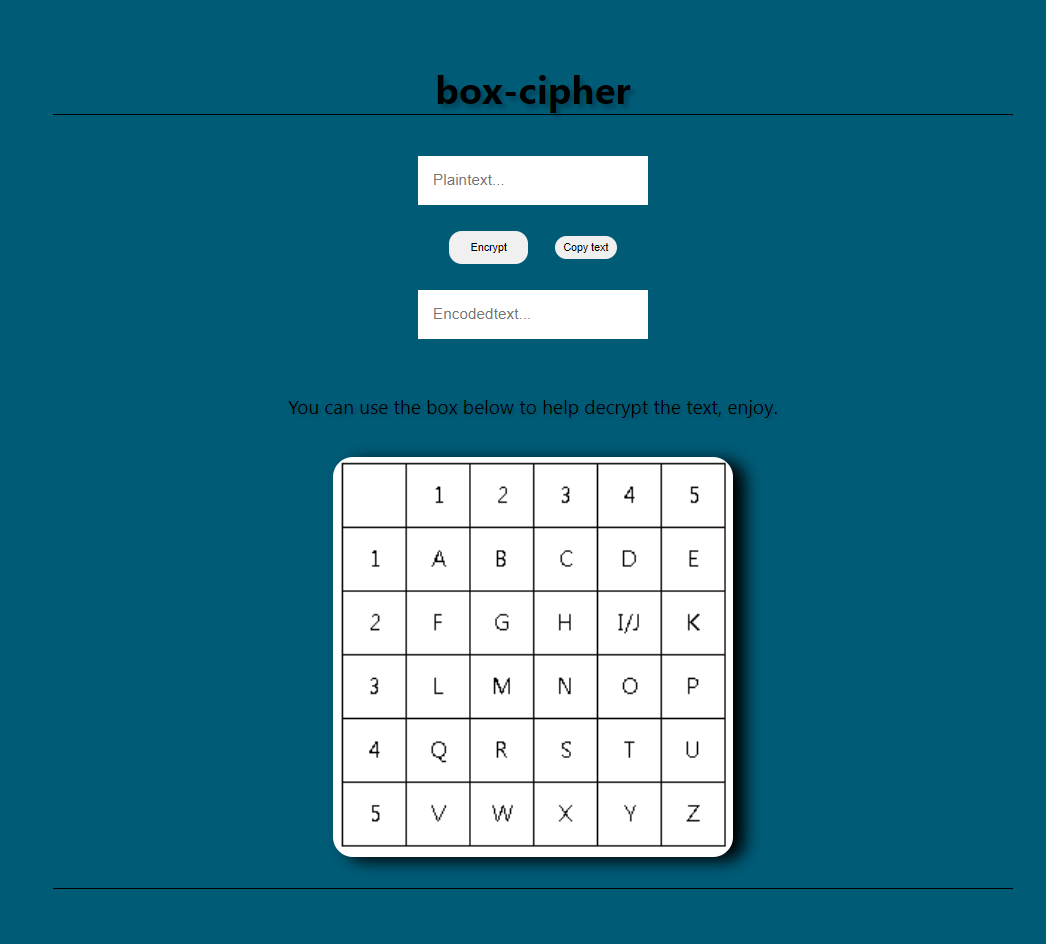 box-cipher
Plaintext...
Encrypt Copy text
Encodedtext...
You can use the box below to help decrypt the text, enjoy.
1 2 3 4 5
1 A B C D E
2 F G H I/J K
3 L M N O P
4 Q R S T U
5 V W X Y Z